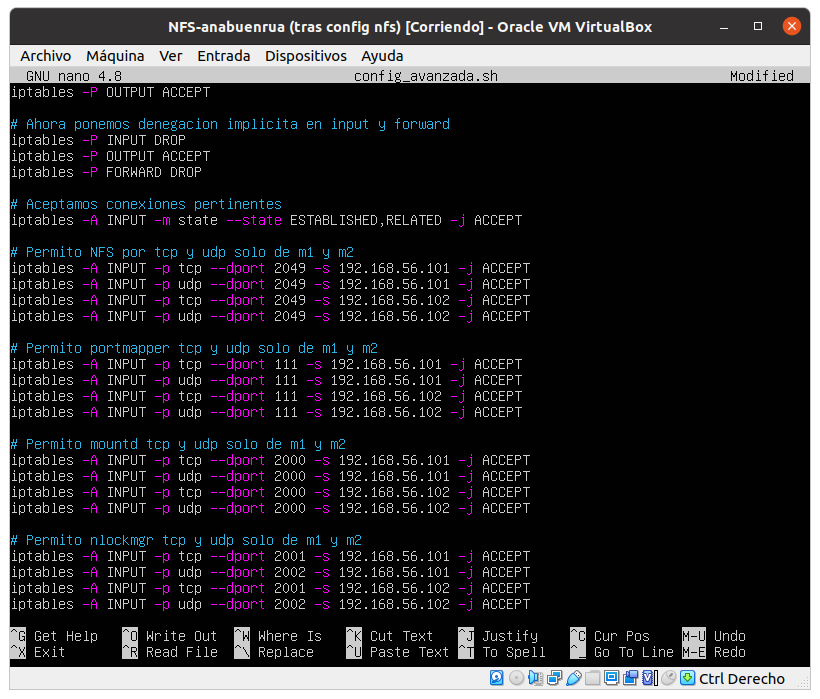 NFS-anabuenrua (tras config nfs) [Corriendo] - Oracle VM VirtualBox
Archivo Máquina Ver Entrada Dispositivos Ayuda
GNU nano 4.8 config_avanzada.sh Modified
iptables -P OUTPUT ACCEPT
# Ahora ponemos denegacion implicita en input y forward
iptables -P INPUT DROP
iptables -P OUTPUT ACCEPT
iptables -P FORWARD DROP
# Aceptamos conexiones pertinentes
iptables -A INPUT -m state --state ESTABLISHED,RELATED -j ACCEPT
# Permito NFS por tcp y udp solo de m1 y m2
iptables -A INPUT -p tcp --dport 2049 -s 192.168.56.101 -j ACCEPT
iptables -A INPUT -p udp --dport 2049 -s 192.168.56.101 -j ACCEPT
iptables -A INPUT -p tcp --dport 2049 -s 192.168.56.102 -j ACCEPT
iptables -A INPUT -p udp --dport 2049 -s 192.168.56.102 -j ACCEPT
# Permito portmapper tcp y udp solo de m1 y m2
iptables -A INPUT -p tcp --dport 111 -s 192.168.56.101 -j ACCEPT
iptables -A INPUT -p udp --dport 111 -s 192.168.56.101 -j ACCEPT
iptables -A INPUT -p tcp --dport 111 -s 192.168.56.102 -j ACCEPT
iptables -A INPUT -p udp --dport 111 -s 192.168.56.102 -j ACCEPT
# Permito mountd tcp y udp solo de m1 y m2
iptables -A INPUT -p tcp --dport 2000 -s 192.168.56.101 -j ACCEPT
iptables -A INPUT -p udp --dport 2000 -s 192.168.56.101 -j ACCEPT
iptables -A INPUT -p tcp --dport 2000 -s 192.168.56.102 -j ACCEPT
iptables -A INPUT -p udp --dport 2000 -s 192.168.56.102 -j ACCEPT
# Permito nlockmgr tcp y udp solo de m1 y m2
iptables -A INPUT -p tcp --dport 2001 -s 192.168.56.101 -j ACCEPT
iptables -A INPUT -p udp --dport 2002 -s 192.168.56.101 -j ACCEPT
iptables -A INPUT -p tcp --dport 2001 -s 192.168.56.102 -j ACCEPT
iptables -A INPUT -p udp --dport 2002 -s 192.168.56.102 -j ACCEPT
^G Get Help ^O Write Out ^W Where Is ^K Cut Text ^J Justify ^C Cur Pos M-U Undo
^X Exit ^R Read File ^\ Replace ^U Paste Text ^T To Spell ^_ Go To Line M-E Redo
Ctrl Derecho